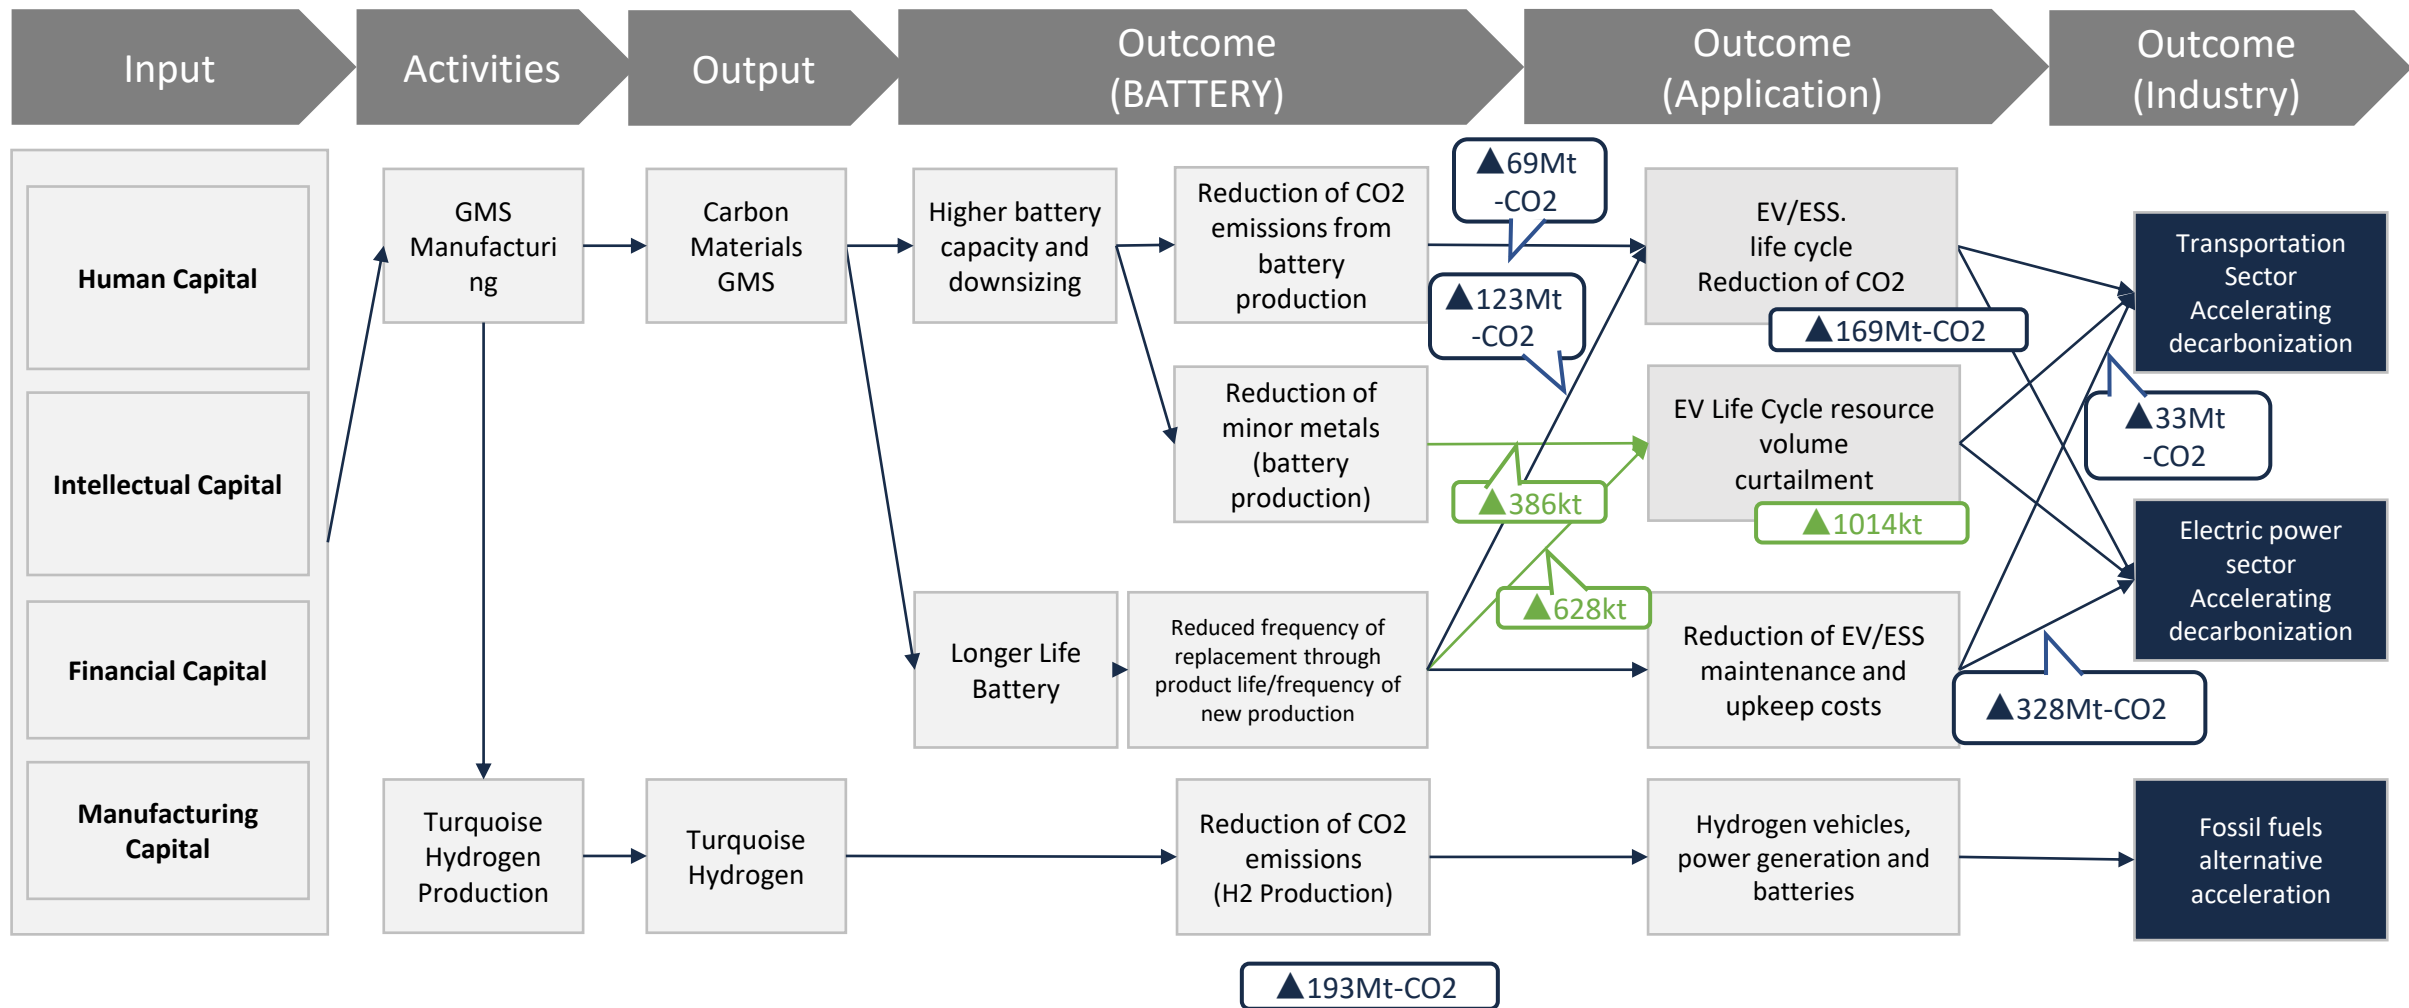 Input
Activities
Output
Outcome
(BATTERY)
Outcome
(Application)
Outcome
(Industry)
Human Capital
Intellectual Capital
Financial Capital
Manufacturing
Capital
GMS
Manufacturi
ng
Turquoise
Hydrogen
Production
Carbon
Materials
GMS
Turquoise
Hydrogen
Higher battery
capacity and
downsizing
Longer Life
Battery
Reduction of CO2
emissions from
battery
production
Reduction of
minor metals
(battery
production)
Reduced frequency of
replacement through
product life/frequency of
new production
Reduction of CO2
emissions
(H2 Production)
▲193Mt-CO2
▲69Mt
-CO2
▲123Mt
-CO2
▲386kt
▲628kt
EV/ESS.
life cycle
Reduction of CO2
▲169Mt-CO2
EV Life Cycle resource
volume
curtailment
▲1014kt
Reduction of EV/ESS
maintenance and
upkeep costs
Hydrogen vehicles,
power generation and
batteries
▲33Mt
-CO2
▲328Mt-CO2
Transportation
Sector
Accelerating
decarbonization
Electric power
sector
Accelerating
decarbonization
Fossil fuels
alternative
acceleration